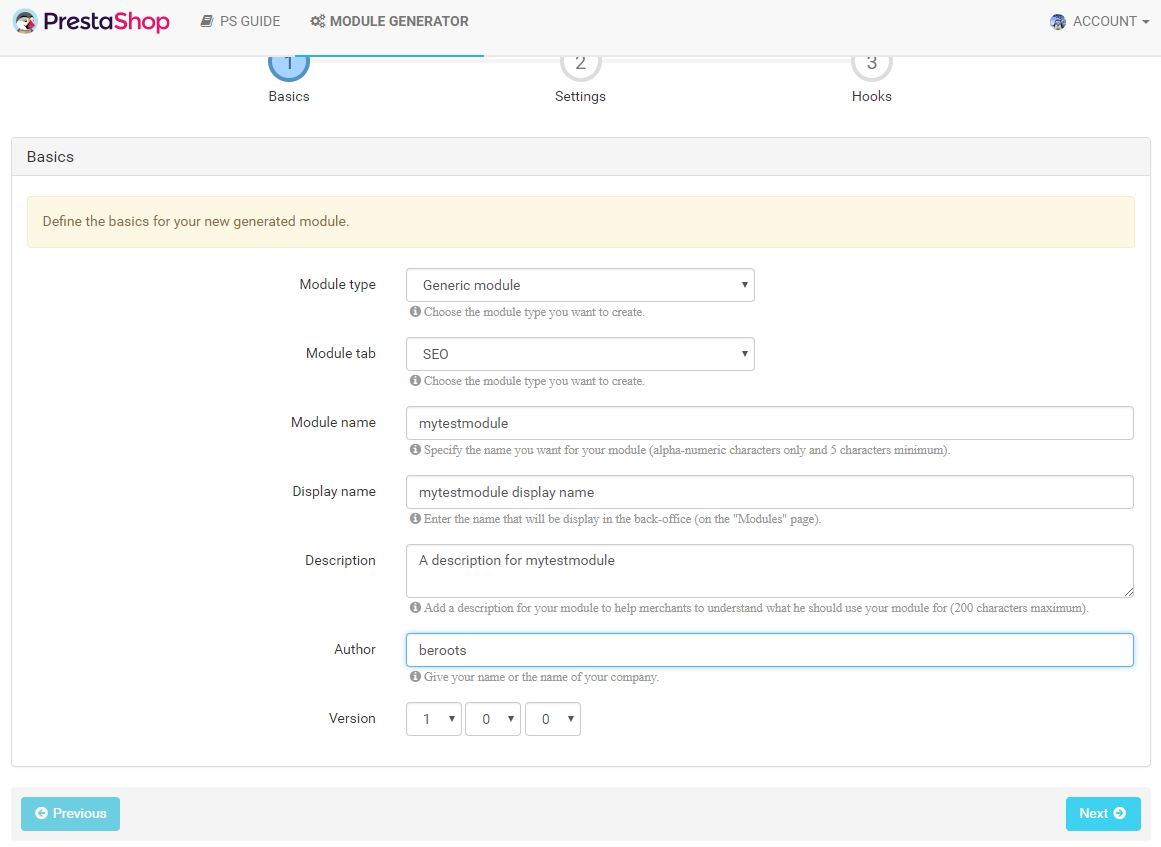 PrestaShop PS GUIDE MODULE GENERATOR ACCOUNT
1 2 3
Basics Settings Hooks
Basics
Define the basics for your new generated module.
Module type Generic module
Choose the module type you want to create.
Module tab SEO
Choose the module type you want to create.
Module name mytestmodule
Specify the name you want for your module (alpha-numeric characters only and 5 characters minimum).
Display name mytestmodule display name
Enter the name that will be display in the back-office (on the "Modules" page).
Description A description for mytestmodule
Add a description for your module to help merchants to understand what he should use your module for (200 characters maximum).
Author beroots
Give your name or the name of your company.
Version 1 0 0
Previous Next